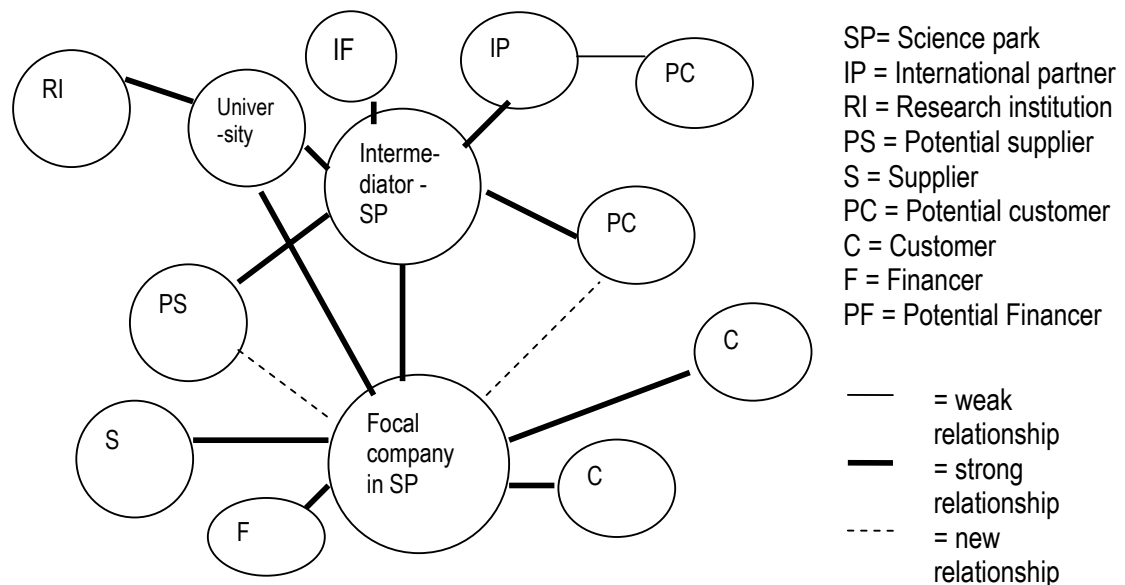 RI
Univer
-sity
IF
IP
PC
Interme-
diator -
SP
PC
PS
C
S
Focal
company
in SP
C
F
SP= Science park
IP = International partner
RI = Research institution
PS = Potential supplier
S = Supplier
PC = Potential customer
C = Customer
F = Financer
PF = Potential Financer
= weak
relationship
= strong
relationship
= new
relationship